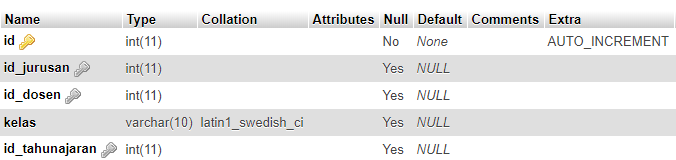 Name Type Collation Attributes Null Default Comments Extra
id int(11) No None AUTO_INCREMENT
id_jurusan int(11) Yes NULL
id_dosen int(11) Yes NULL
kelas varchar(10) latin1_swedish_ci Yes NULL
id_tahunajaran int(11) Yes NULL